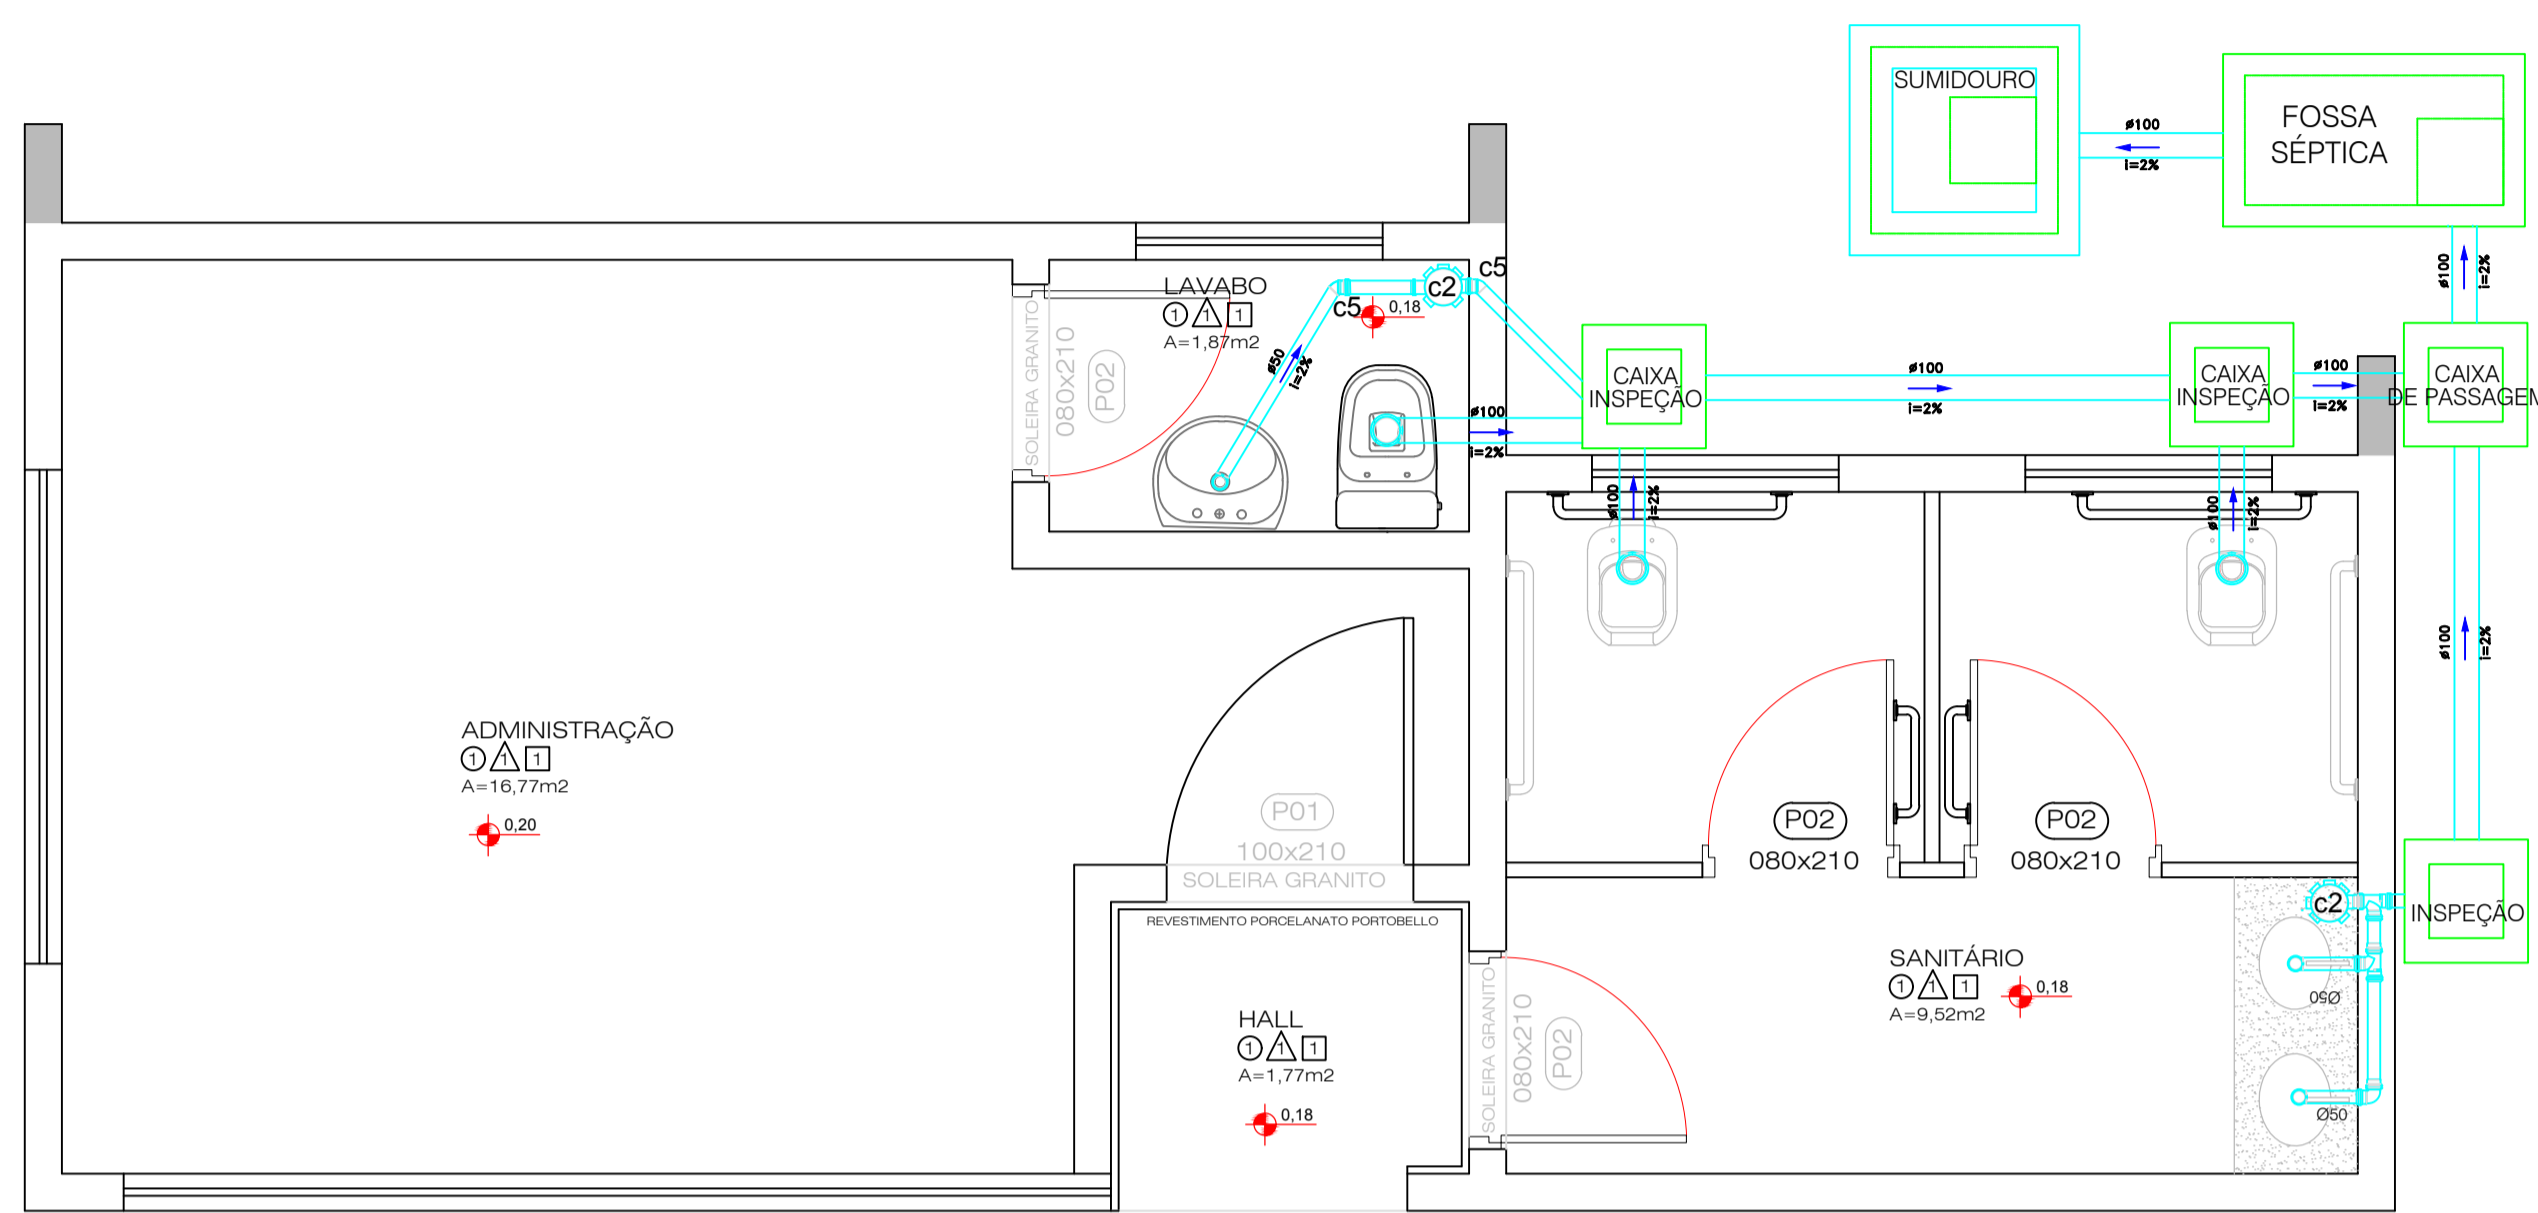 SUMIDOURO
FOSSA
SÉPTICA
ø100
i=2%
ø100
i=2%
LAVABO
1 1 1
A=1,87m2
c5
c2
c5
0,18
ø50
i=2%
SOLEIRA GRANITO
080x210
P02
ø100
i=2%
CAIXA
INSPEÇÃO
ø100
i=2%
CAIXA
INSPEÇÃO
ø100
i=2%
CAIXA
DE PASSAGEM
ø100
i=2%
ø100
i=2%
ø100
i=2%
ADMINISTRAÇÃO
1 1 1
A=16,77m2
0,20
P01
100x210
SOLEIRA GRANITO
REVESTIMENTO PORCELANATO PORTOBELLO
P02
080x210
P02
080x210
c2
INSPEÇÃO
HALL
1 1 1
A=1,77m2
0,18
SOLEIRA GRANITO
080x210
P02
SANITÁRIO
1 1 1
A=9,52m2
0,18
Ø50
Ø50